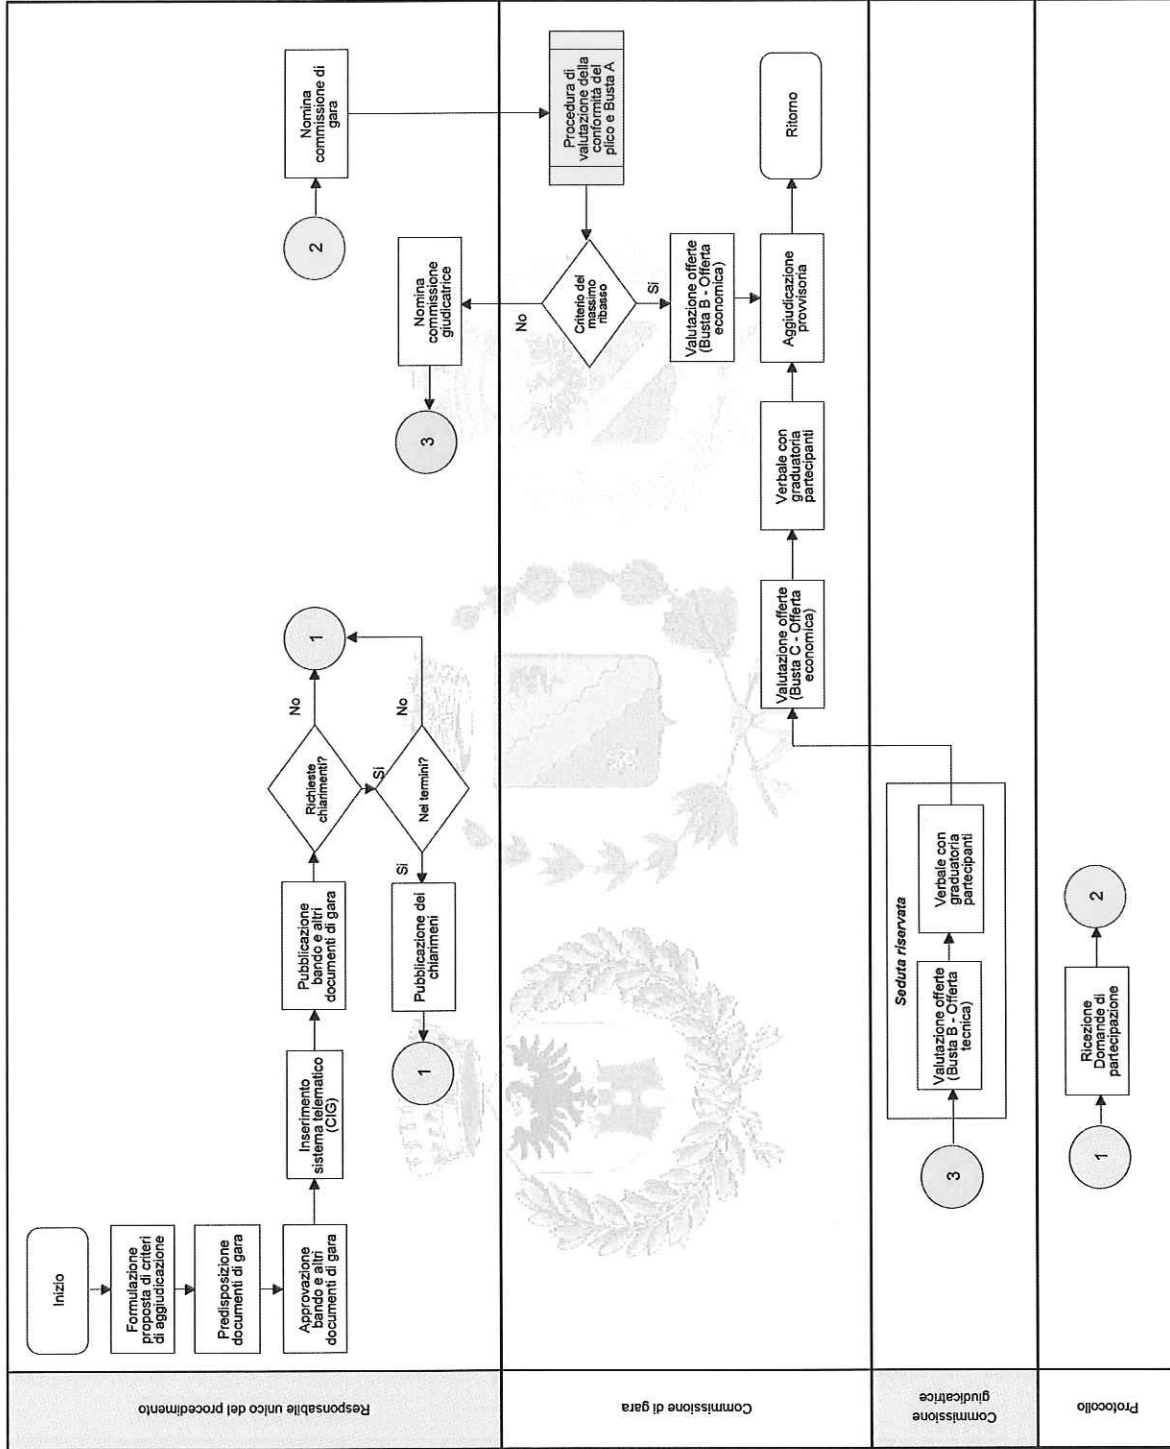 Responsabile unico del procedimento
Inizio
Formulazione
proposta di criteri
di aggiudicazione
Predisposizione
documenti di gara
Approvazione
bando e altri
documenti di gara
Inserimento
sistema telematico
(CIG)
Pubblicazione
bando e altri
documenti di gara
Richieste
chiarimenti?
No
1
Si
Nei termini?
No
Si
Pubblicazione dei
chiarimeni
1
2
Nomina
commissione di
gara
Nomina
commissione
giudicatrice
3
Commissione di gara
Procedura di
valutazione della
conformità del
plico e Busta A
Criterio del
massimo
ribasso
No
Si
Valutazione offerte
(Busta B - Offerta
economica)
Valutazione offerte
(Busta C - Offerta
economica)
Verbale con
graduatoria
partecipanti
Aggiudicazione
provvisoria
Ritorno
Commissione
giudicatrice
3
Seduta riservata
Valutazione offerte
(Busta B - Offerta
tecnica)
Verbale con
graduatoria
partecipanti
Protocollo
1
Ricezione
Domande di
partecipazione
2